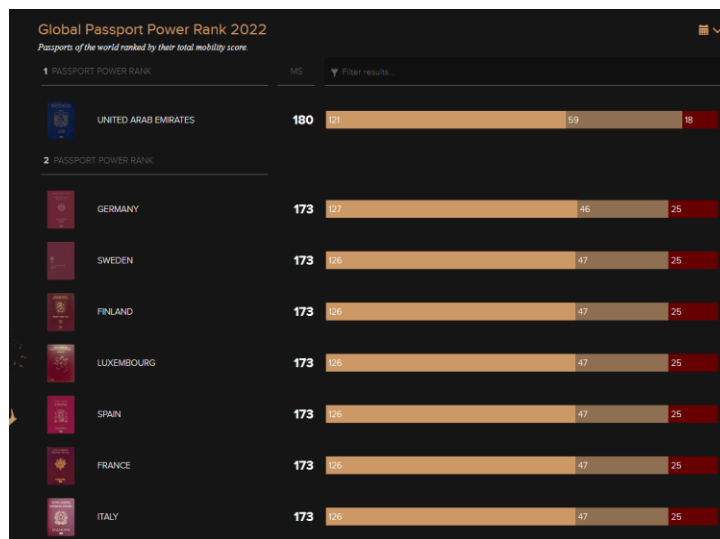 Global Passport Power Rank 2022
Passports of the world ranked by their total mobility score.
1 PASSPORT POWER RANK MS Filter results...
UNITED ARAB EMIRATES 180 121 59 18
2 PASSPORT POWER RANK
GERMANY 173 127 46 25
SWEDEN 173 126 47 25
FINLAND 173 126 47 25
LUXEMBOURG 173 126 47 25
SPAIN 173 126 47 25
FRANCE 173 126 47 25
ITALY 173 126 47 25